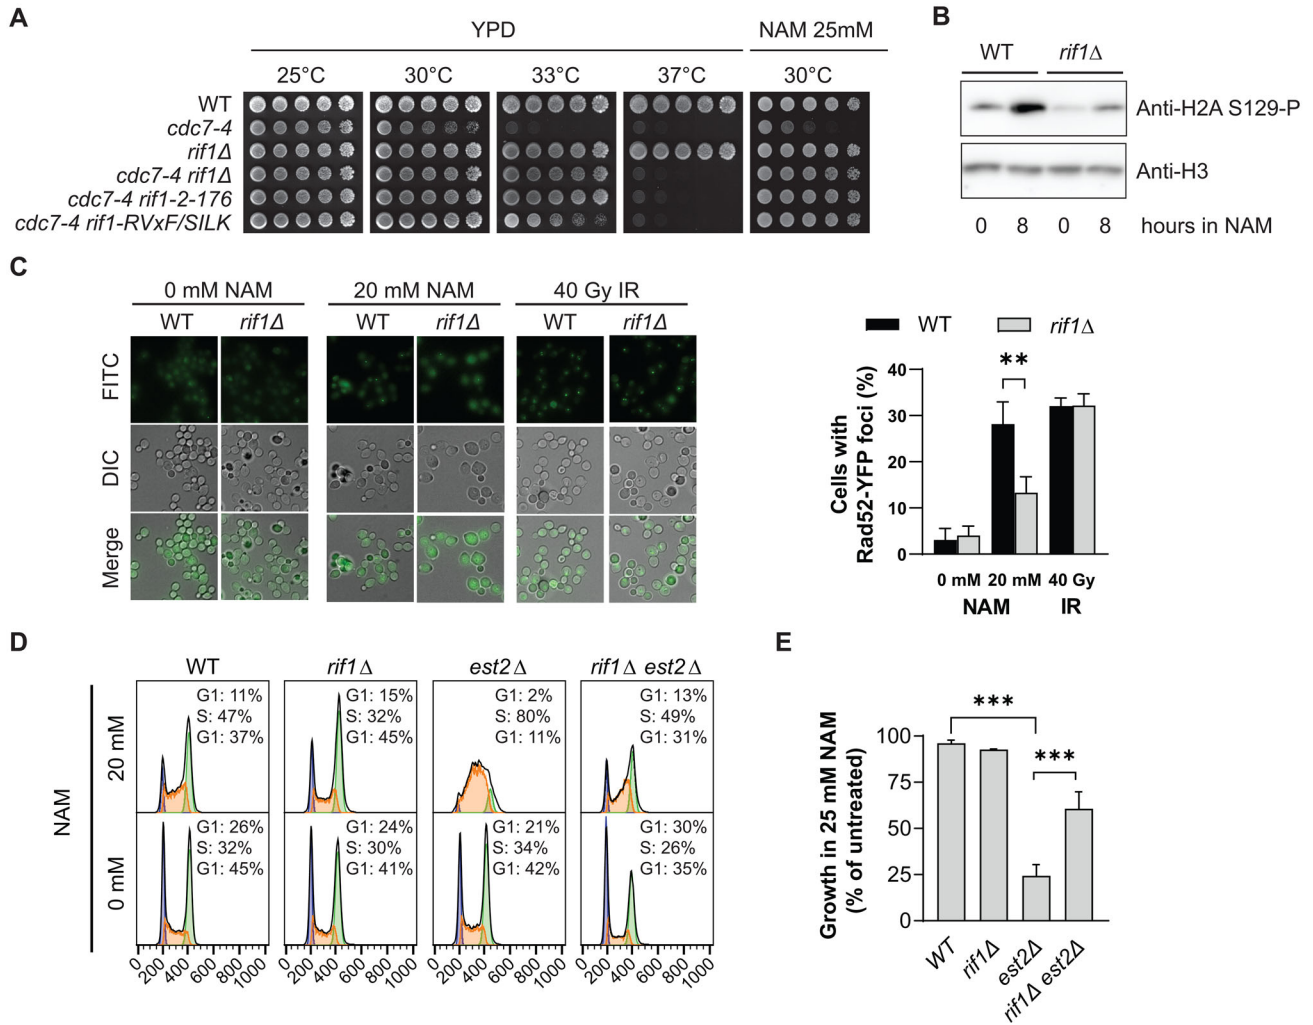 A
YPD
NAM 25mM
25°C
30°C
33°C
37°C
30°C
WT
cdc7-4
rif1Δ
cdc7-4 rif1Δ
cdc7-4 rif1-2-176
cdc7-4 rif1-RVxF/SILK
B
WT
rif1Δ
Anti-H2A S129-P
Anti-H3
0 8 0 8 hours in NAM
C
0 mM NAM
20 mM NAM
40 Gy IR
WT rif1Δ WT rif1Δ WT rif1Δ
FITC
DIC
Merge
WT rif1Δ
**
Cells with
Rad52-YFP foci (%)
40
30
20
10
0
0 mM 20 mM 40 Gy
NAM IR
D
WT rif1Δ est2Δ rif1Δ est2Δ
NAM
20 mM
G1: 11%
S: 47%
G1: 37%
G1: 15%
S: 32%
G1: 45%
G1: 2%
S: 80%
G1: 11%
G1: 13%
S: 49%
G1: 31%
0 mM
G1: 26%
S: 32%
G1: 45%
G1: 24%
S: 30%
G1: 41%
G1: 21%
S: 34%
G1: 42%
G1: 30%
S: 26%
G1: 35%
0 200 400 600 800 1000
0 200 400 600 800 1000
0 200 400 600 800 1000
0 200 400 600 800 1000
E
***
***
Growth in 25 mM NAM
(% of untreated)
100
75
50
25
0
WT
rif1Δ
est2Δ
rif1Δ est2Δ